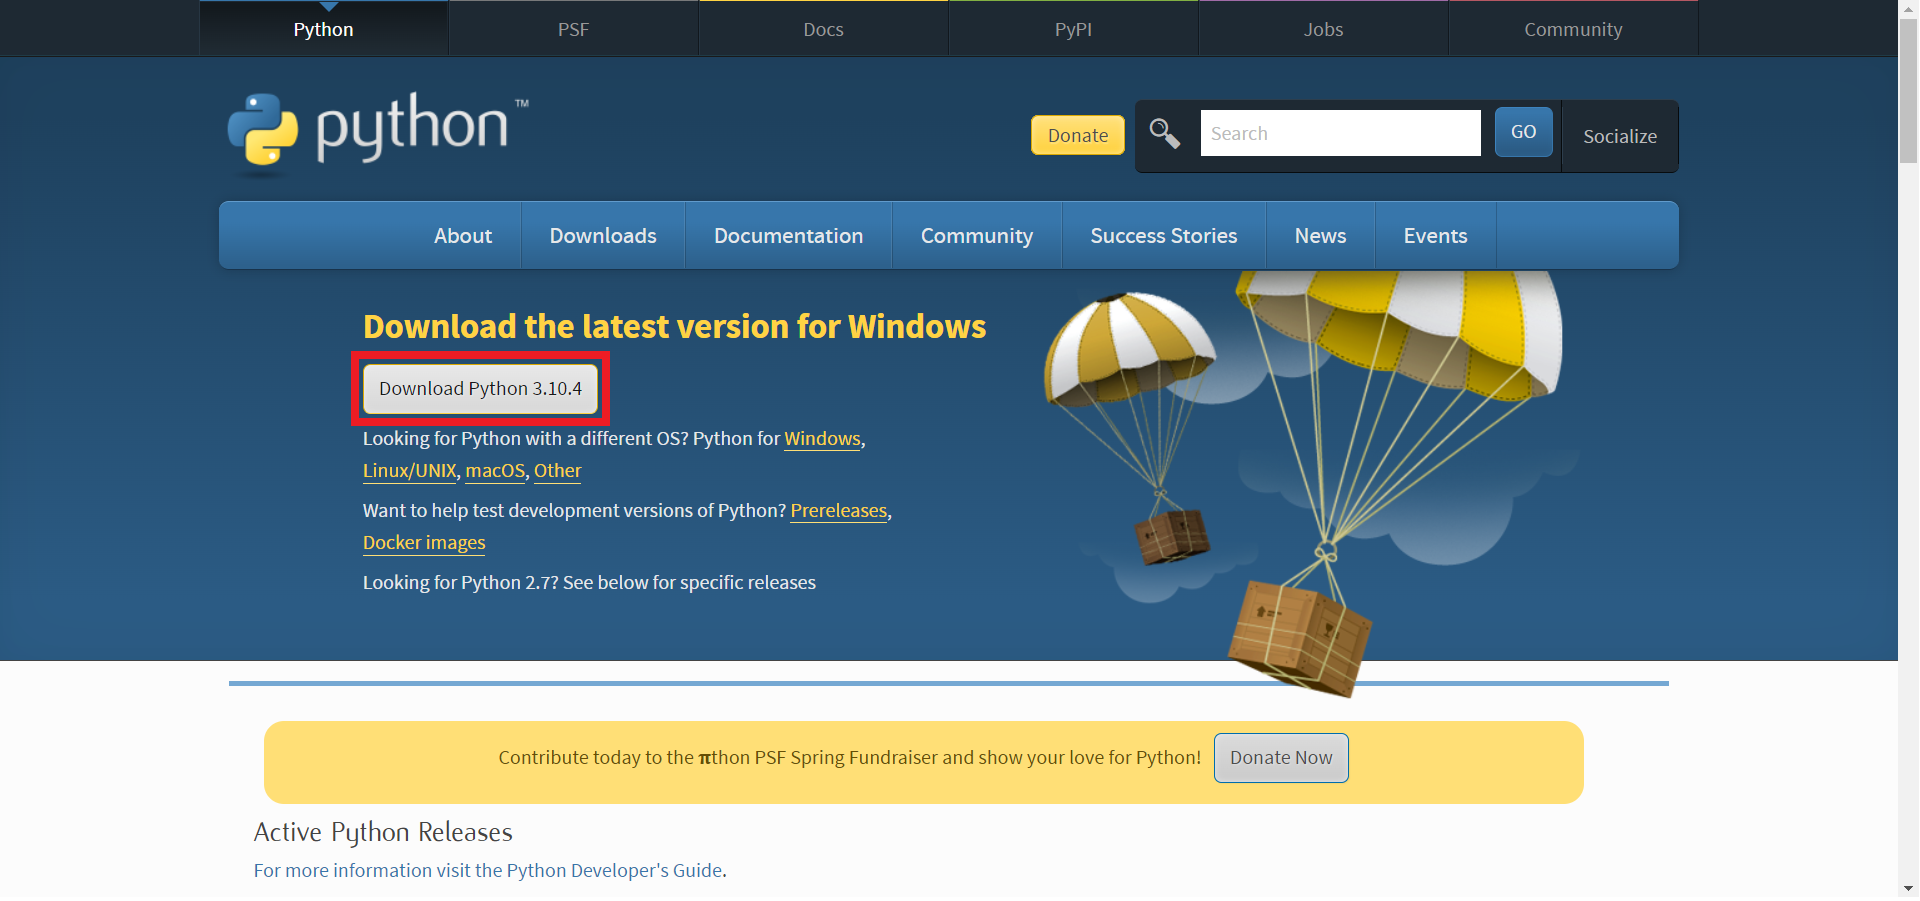 Python
PSF
Docs
PyPI
Jobs
Community
python™
Donate
Search
GO
Socialize
About
Downloads
Documentation
Community
Success Stories
News
Events
Download the latest version for Windows
Download Python 3.10.4
Looking for Python with a different OS? Python for Windows,
Linux/UNIX, macOS, Other
Want to help test development versions of Python? Prereleases,
Docker images
Looking for Python 2.7? See below for specific releases
Contribute today to the πthon PSF Spring Fundraiser and show your love for Python!
Donate Now
Active Python Releases
For more information visit the Python Developer's Guide.